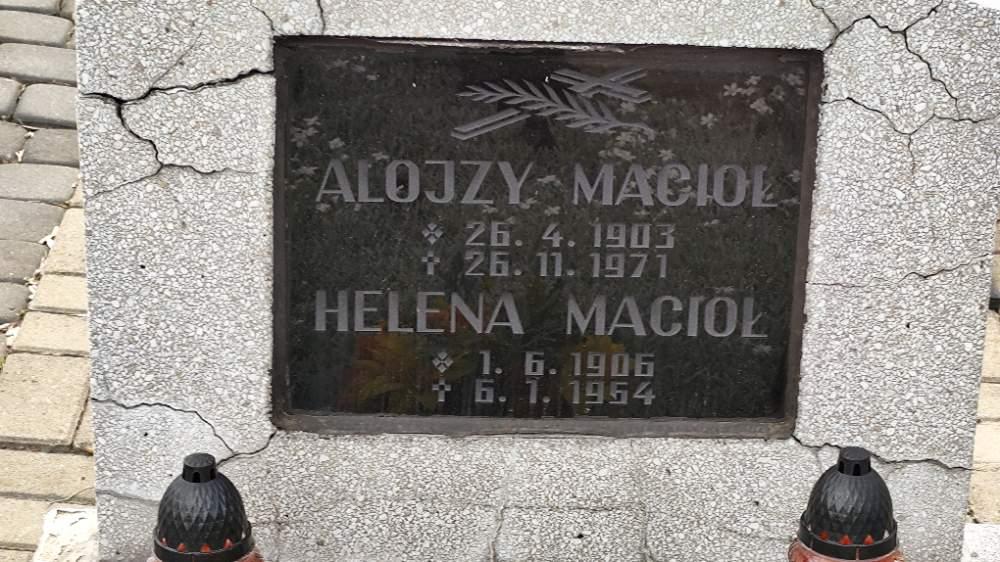 ALOJZY MACIOŁ
26. 4. 1903
✝ 26. 11. 1971
HELENA MACIOŁ
1. 6. 1906
✝ 6. 1. 1954